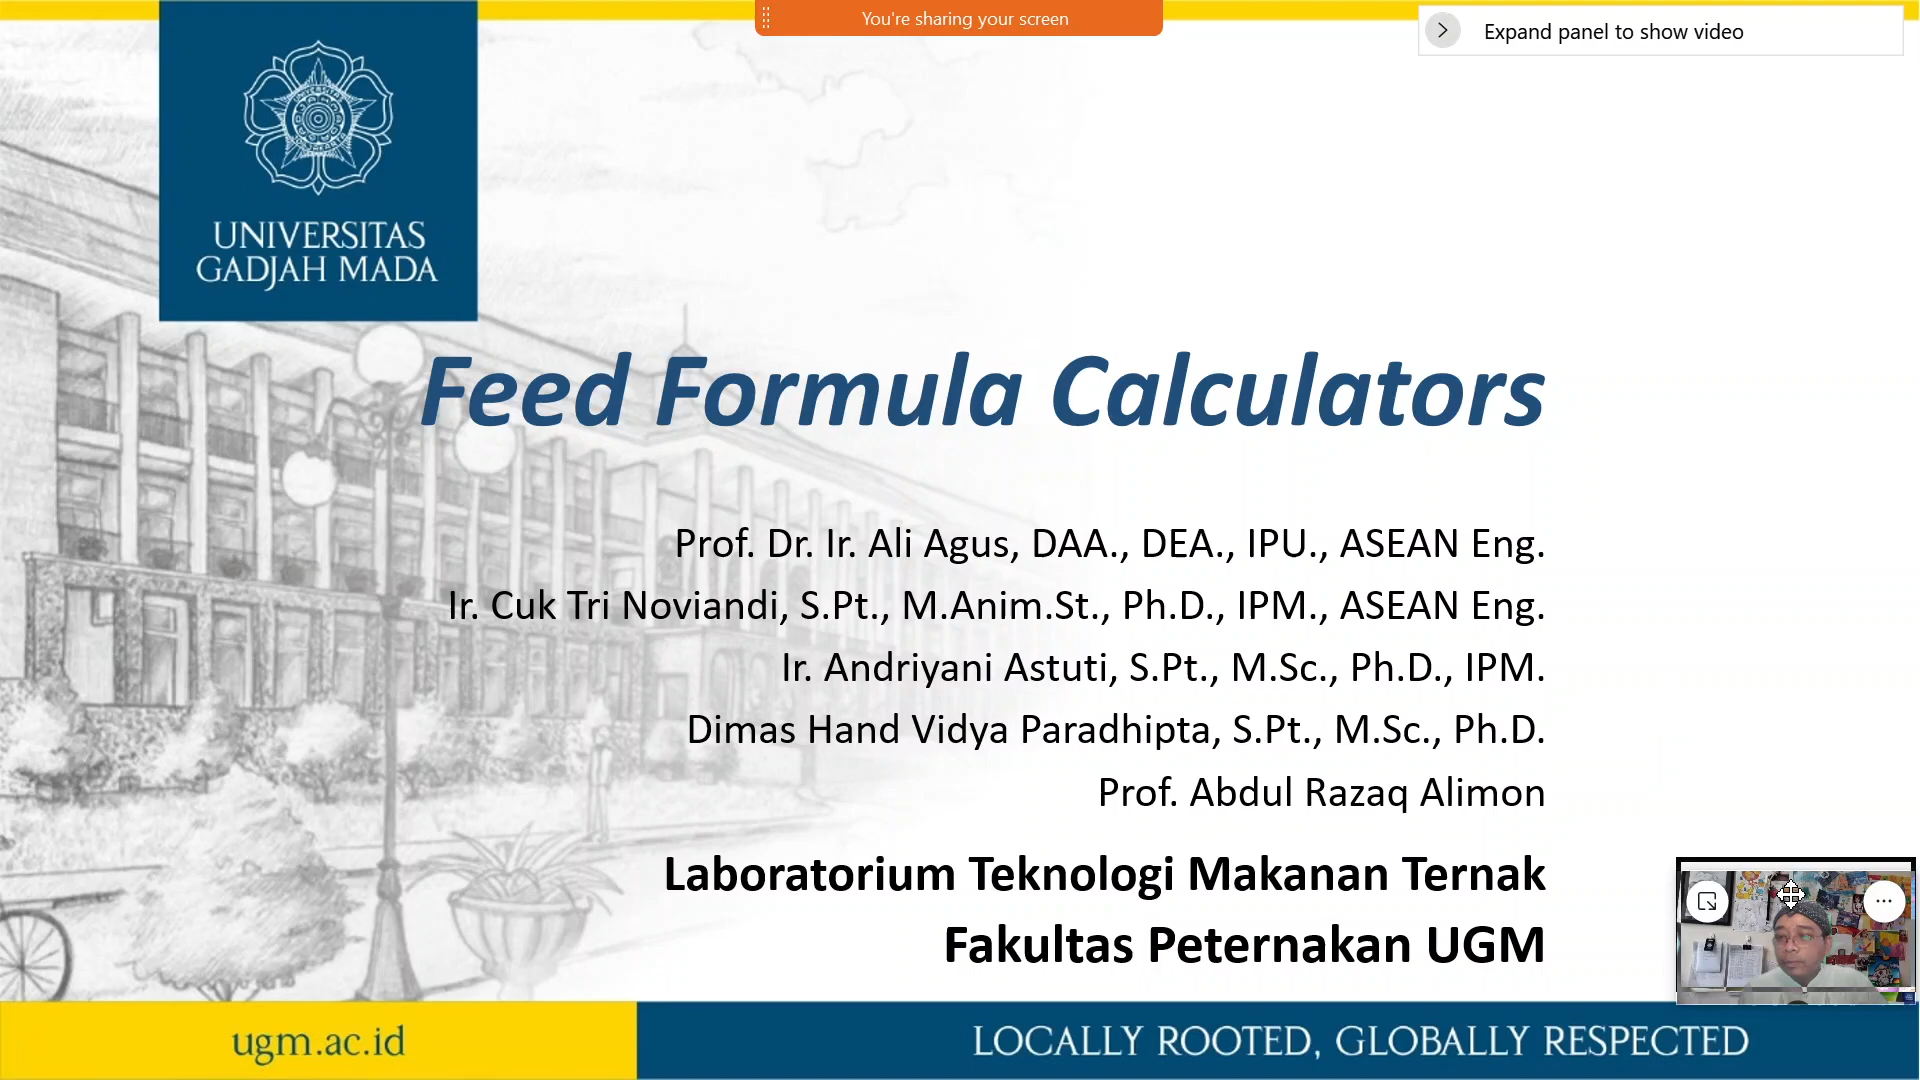 You're sharing your screen
Expand panel to show video
UNIVERSITAS
GADJAH MADA
Feed Formula Calculators
Prof. Dr. Ir. Ali Agus, DAA., DEA., IPU., ASEAN Eng.
Ir. Cuk Tri Noviandi, S.Pt., M.Anim.St., Ph.D., IPM., ASEAN Eng.
Ir. Andriyani Astuti, S.Pt., M.Sc., Ph.D., IPM.
Dimas Hand Vidya Paradhipta, S.Pt., M.Sc., Ph.D.
Prof. Abdul Razaq Alimon
Laboratorium Teknologi Makanan Ternak
Fakultas Peternakan UGM
ugm.ac.id
LOCALLY ROOTED, GLOBALLY RESPECTED